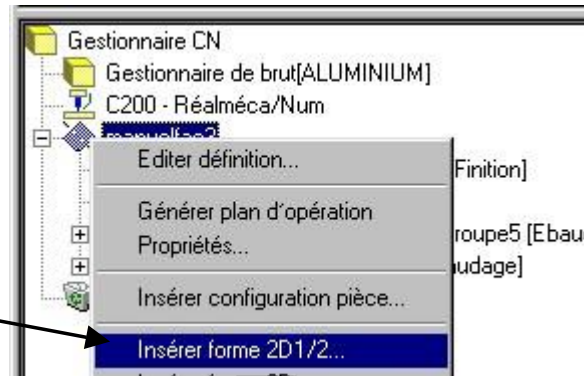 Gestionnaire CN
Gestionnaire de brut[ALUMINIUM]
C200 - Réalméca/Num
Editer définition...
Finition]
Générer plan d'opération
roupe5 [Ebau
Propriétés...
udage]
Insérer configuration pièce...
Insérer forme 2D1/2...